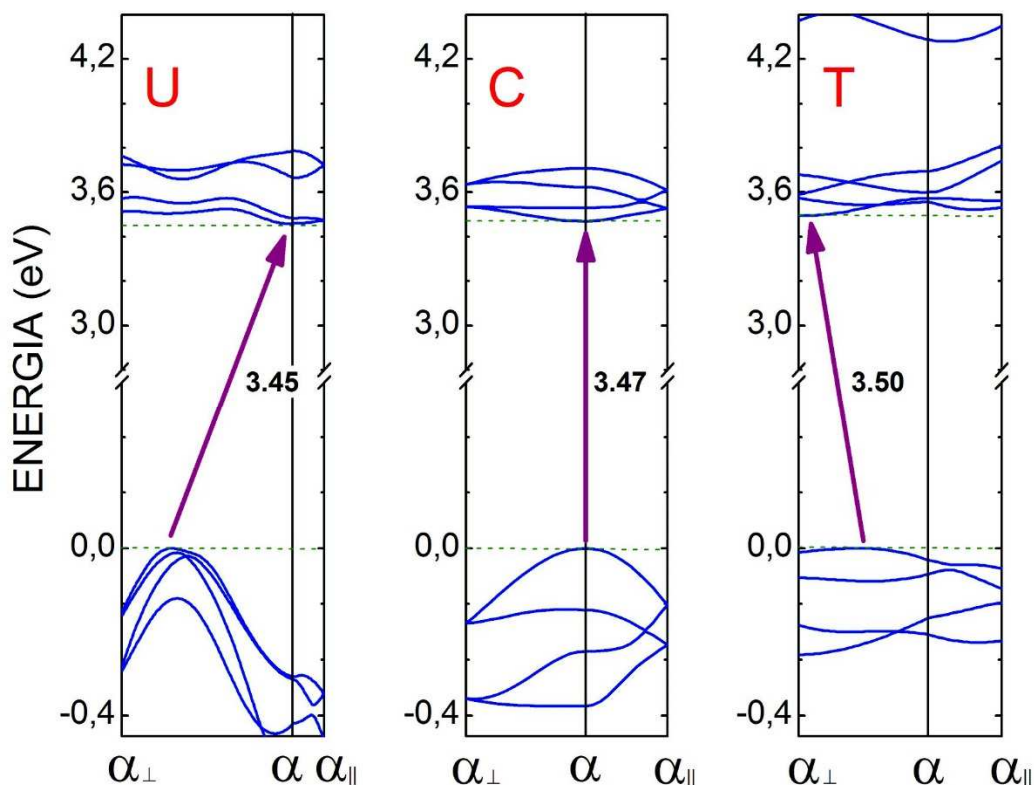 ENERGIA (eV)
4,2
3,6
3,0
0,0
-0,4
U
3.45
α⊥ α α||
C
3.47
α⊥ α α||
T
3.50
α⊥ α α||